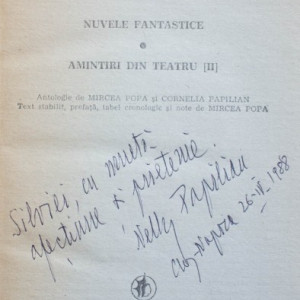 NUVELE FANTASTICE
AMINTIRI DIN TEATRU [II]
Antologie de MIRCEA POPA și CORNELIA PAPILIAN
Text stabilit, prefață, tabel cronologic și note de MIRCEA POPA
Silviei, cu multă
afecțiune și prietenie.
Nelly Papilian
Cluj-Napoca 26.IV.1988